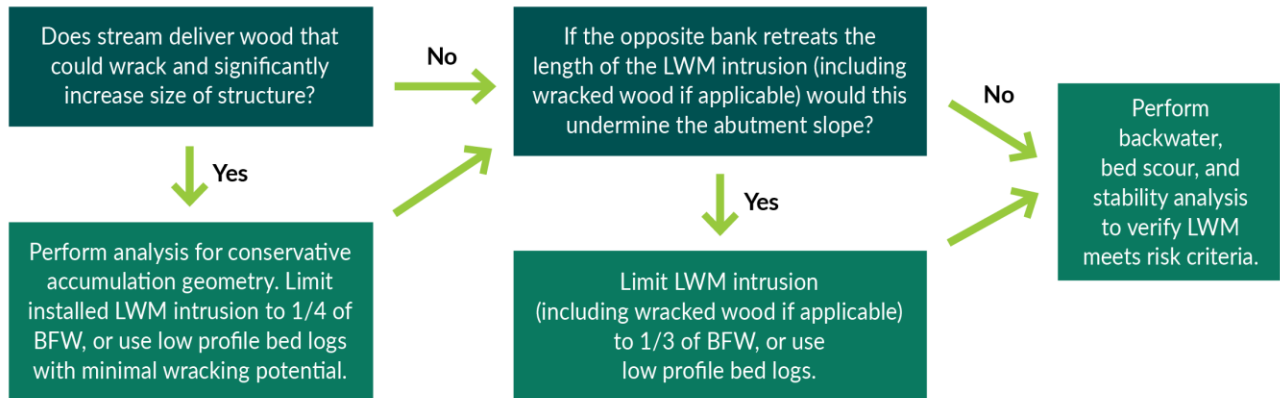 Does stream deliver wood that
could wrack and significantly
increase size of structure?
No
Yes
Perform analysis for conservative
accumulation geometry. Limit
installed LWM intrusion to 1/4 of
BFW, or use low profile bed logs
with minimal wracking potential.
If the opposite bank retreats the
length of the LWM intrusion (including
wracked wood if applicable) would this
undermine the abutment slope?
No
Yes
Limit LWM intrusion
(including wracked wood if applicable)
to 1/3 of BFW, or use
low profile bed logs.
Perform
backwater,
bed scour, and
stability analysis
to verify LWM
meets risk criteria.